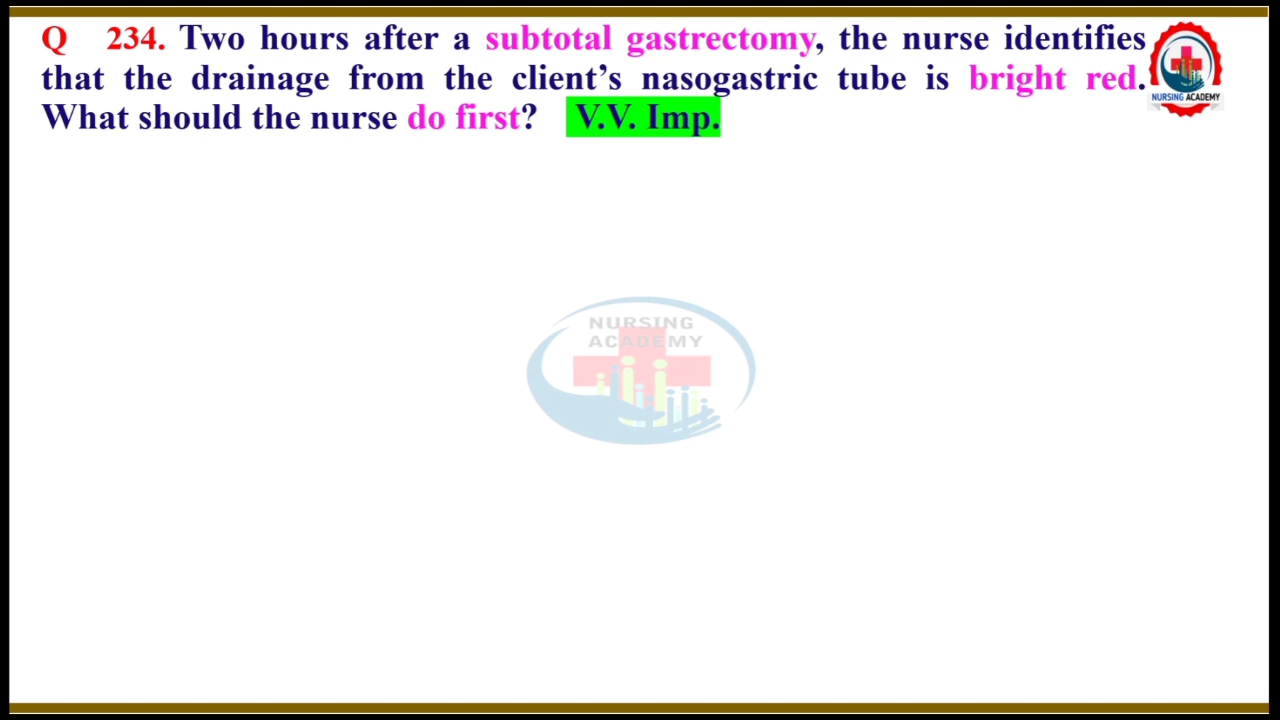 Q 234. Two hours after a subtotal gastrectomy, the nurse identifies
that the drainage from the client’s nasogastric tube is bright red.
What should the nurse do first? V.V. Imp.
NURSING ACADEMY
NURSING
ACADEMY